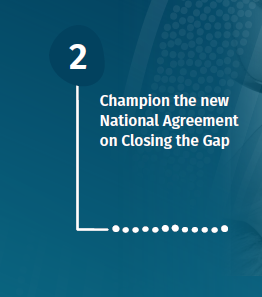 2
Champion the new
National Agreement
on Closing the Gap